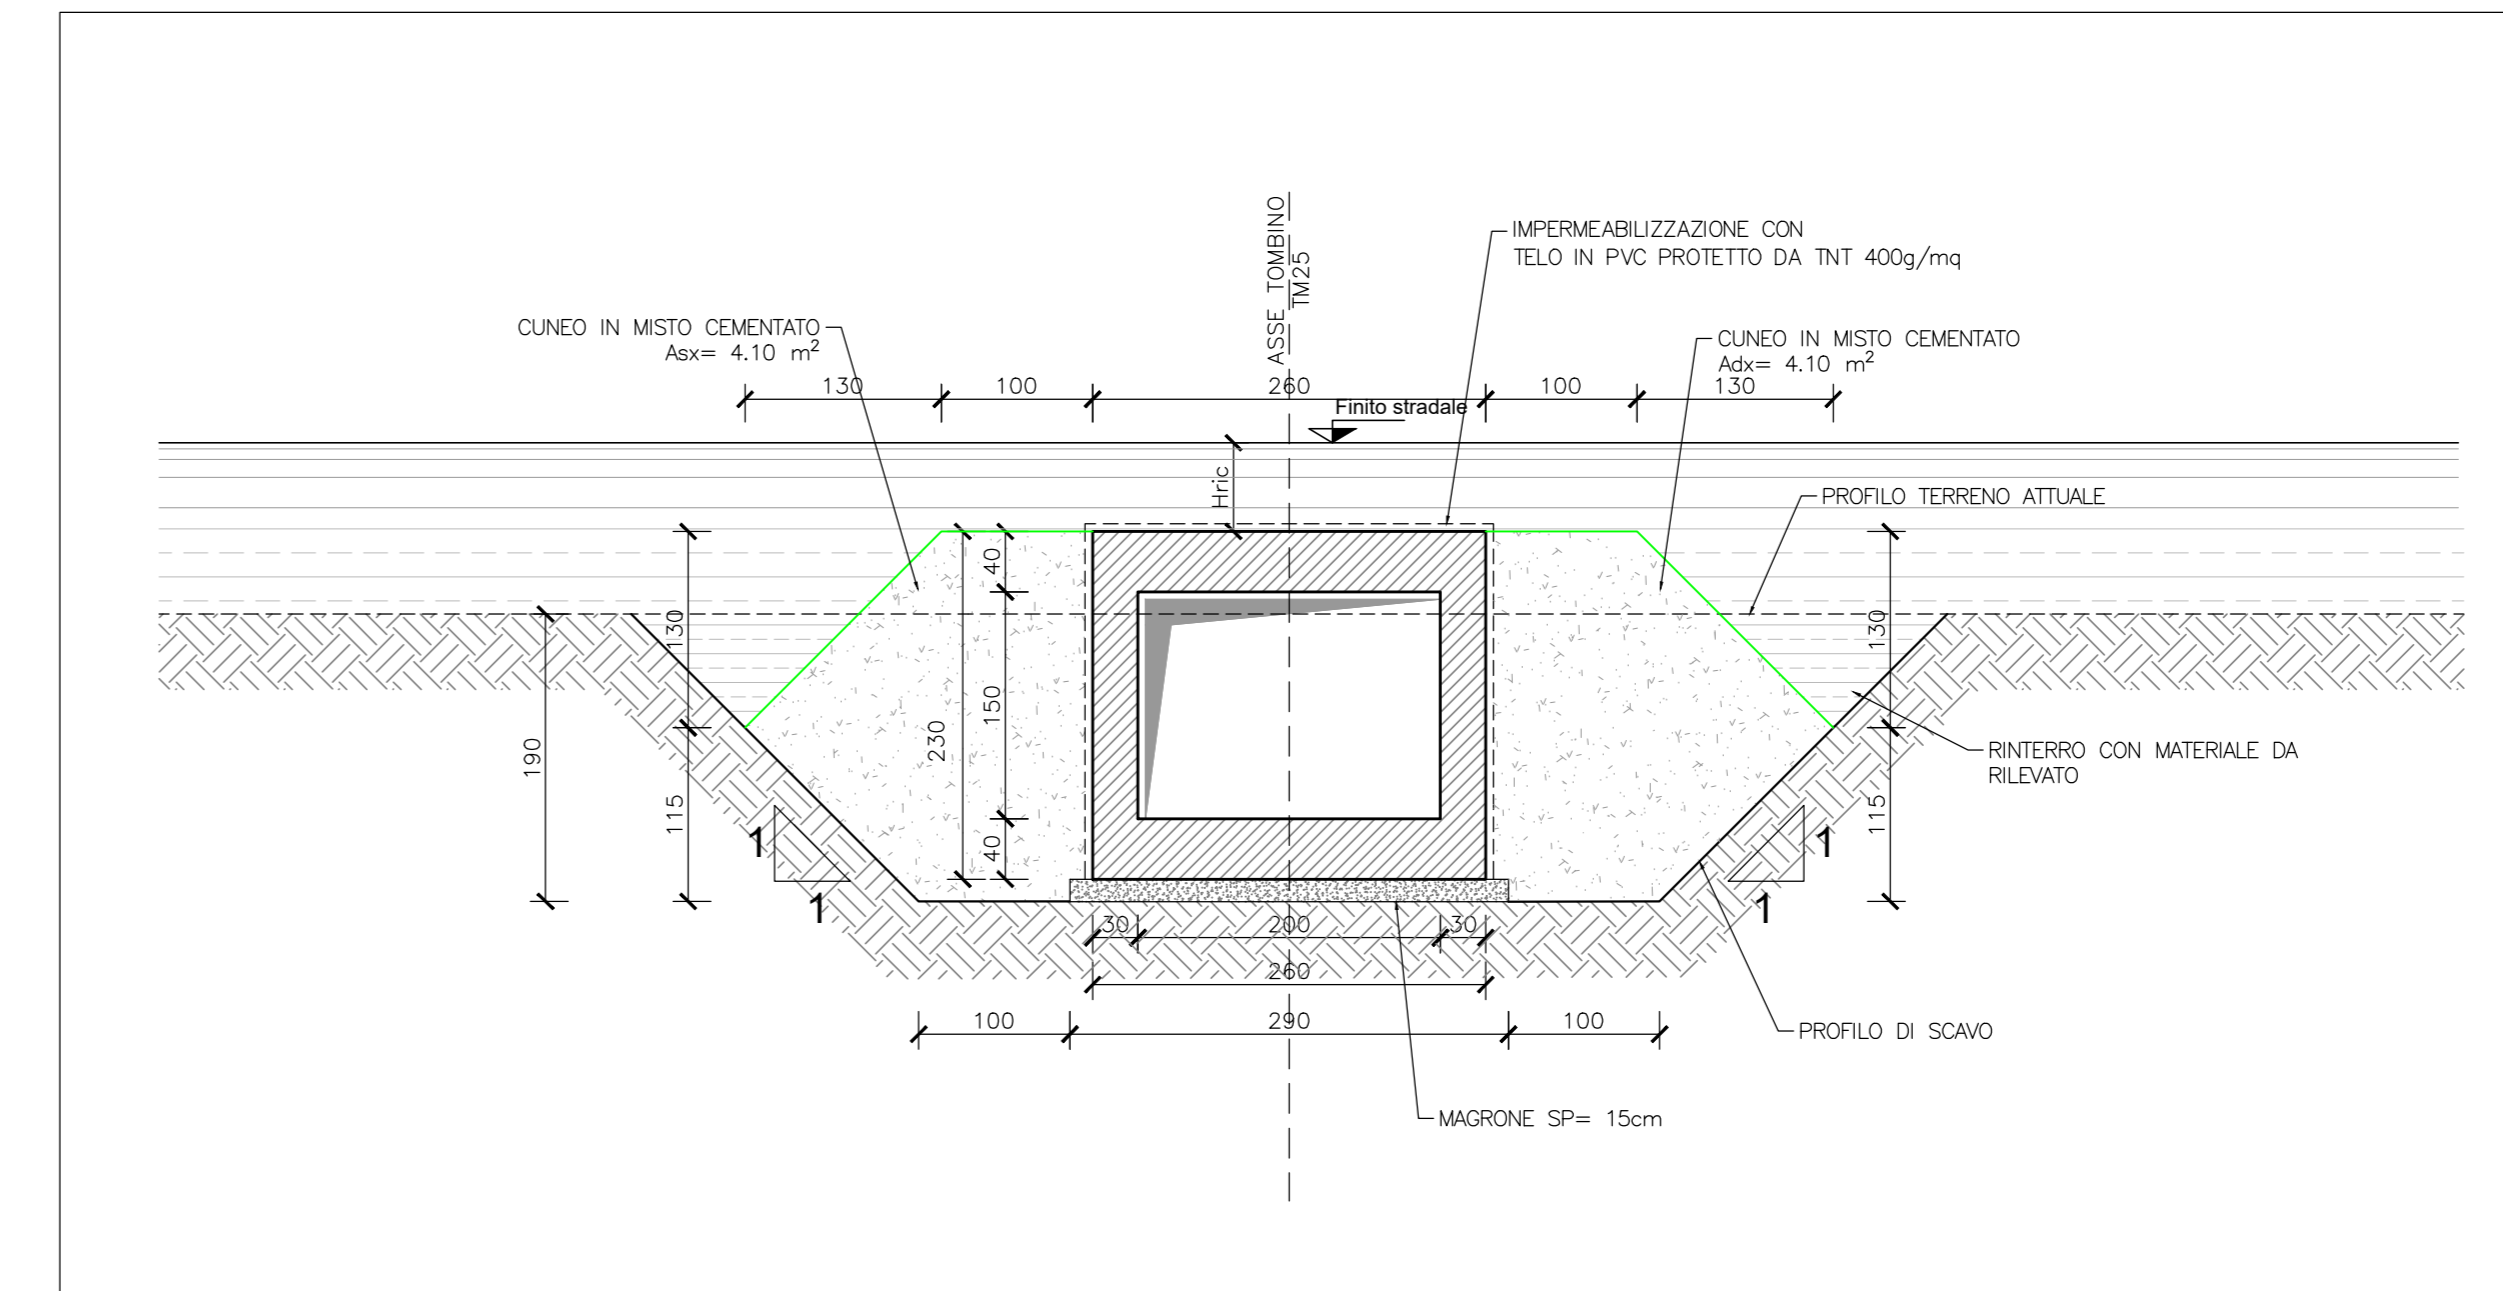 ASSE TOMBINO
TM25
IMPERMEABILIZZAZIONE CON
TELO IN PVC PROTETTO DA TNT 400g/mq
CUNEO IN MISTO CEMENTATO
Asx= 4.10 m²
CUNEO IN MISTO CEMENTATO
Adx= 4.10 m²
130
100
260
100
130
Finito stradale
Hric
PROFILO TERRENO ATTUALE
40
130
130
150
230
190
RINTERRO CON MATERIALE DA
RILEVATO
115
115
40
1
1
1
1
30
200
30
260
100
290
100
PROFILO DI SCAVO
MAGRONE SP= 15cm